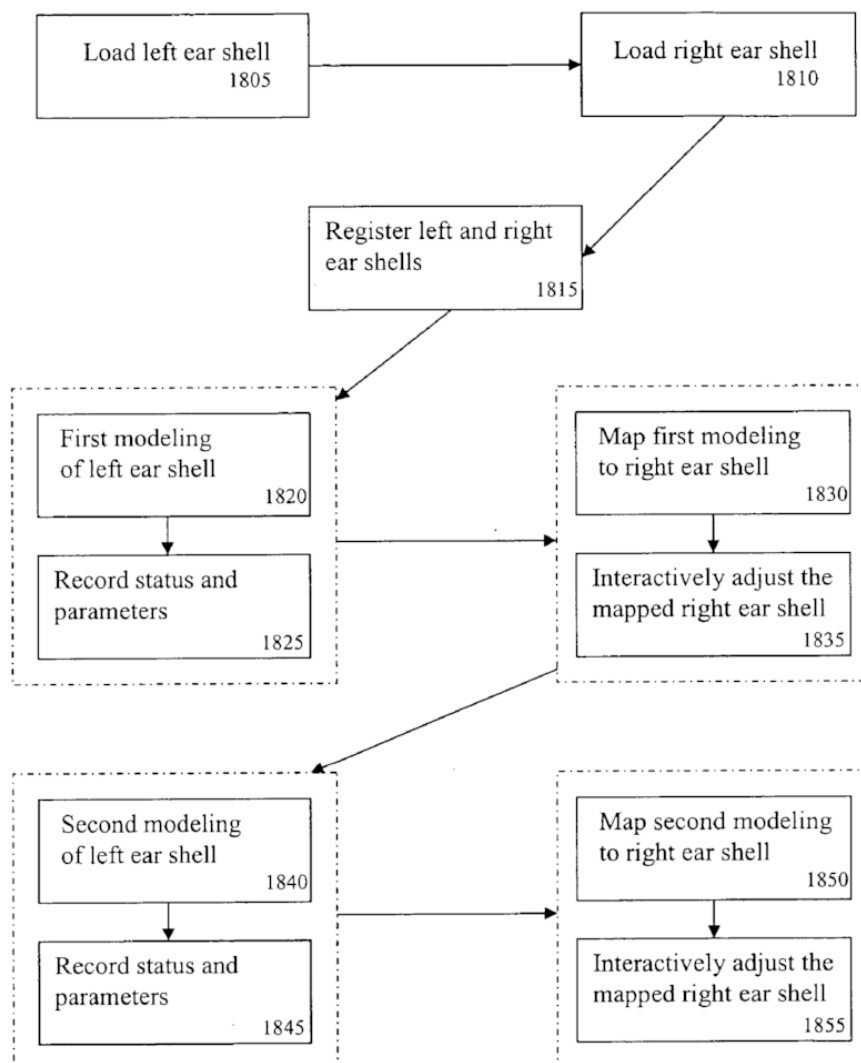 Load left ear shell
1805
Load right ear shell
1810
Register left and right
ear shells
1815
First modeling
of left ear shell
1820
Record status and
parameters
1825
Map first modeling
to right ear shell
1830
Interactively adjust the
mapped right ear shell
1835
Second modeling
of left ear shell
1840
Record status and
parameters
1845
Map second modeling
to right ear shell
1850
Interactively adjust the
mapped right ear shell
1855